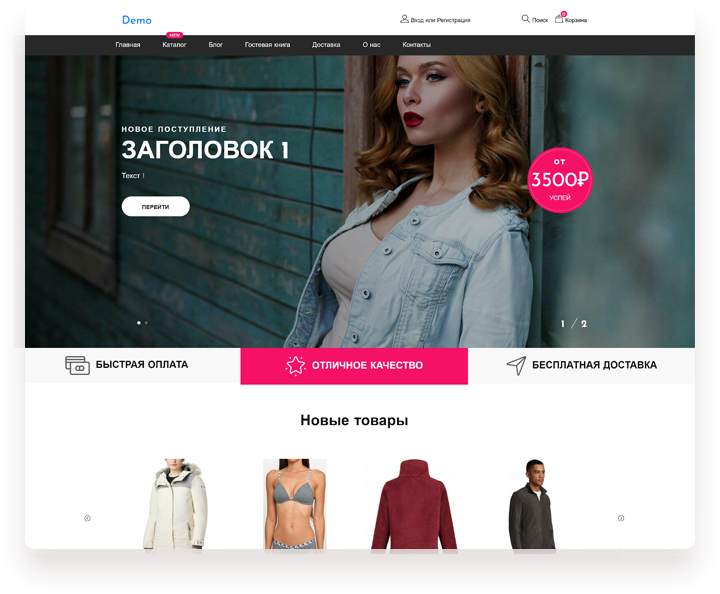 Demo
Вход или Регистрация
Поиск
0
Корзина
NEW
Главная Каталог Блог Гостевая книга Доставка О нас Контакты
НОВОЕ ПОСТУПЛЕНИЕ
ЗАГОЛОВОК 1
Текст 1
ПЕРЕЙТИ
ОТ
3500₽
УСПЕЙ
1 / 2
БЫСТРАЯ ОПЛАТА
ОТЛИЧНОЕ КАЧЕСТВО
БЕСПЛАТНАЯ ДОСТАВКА
Новые товары